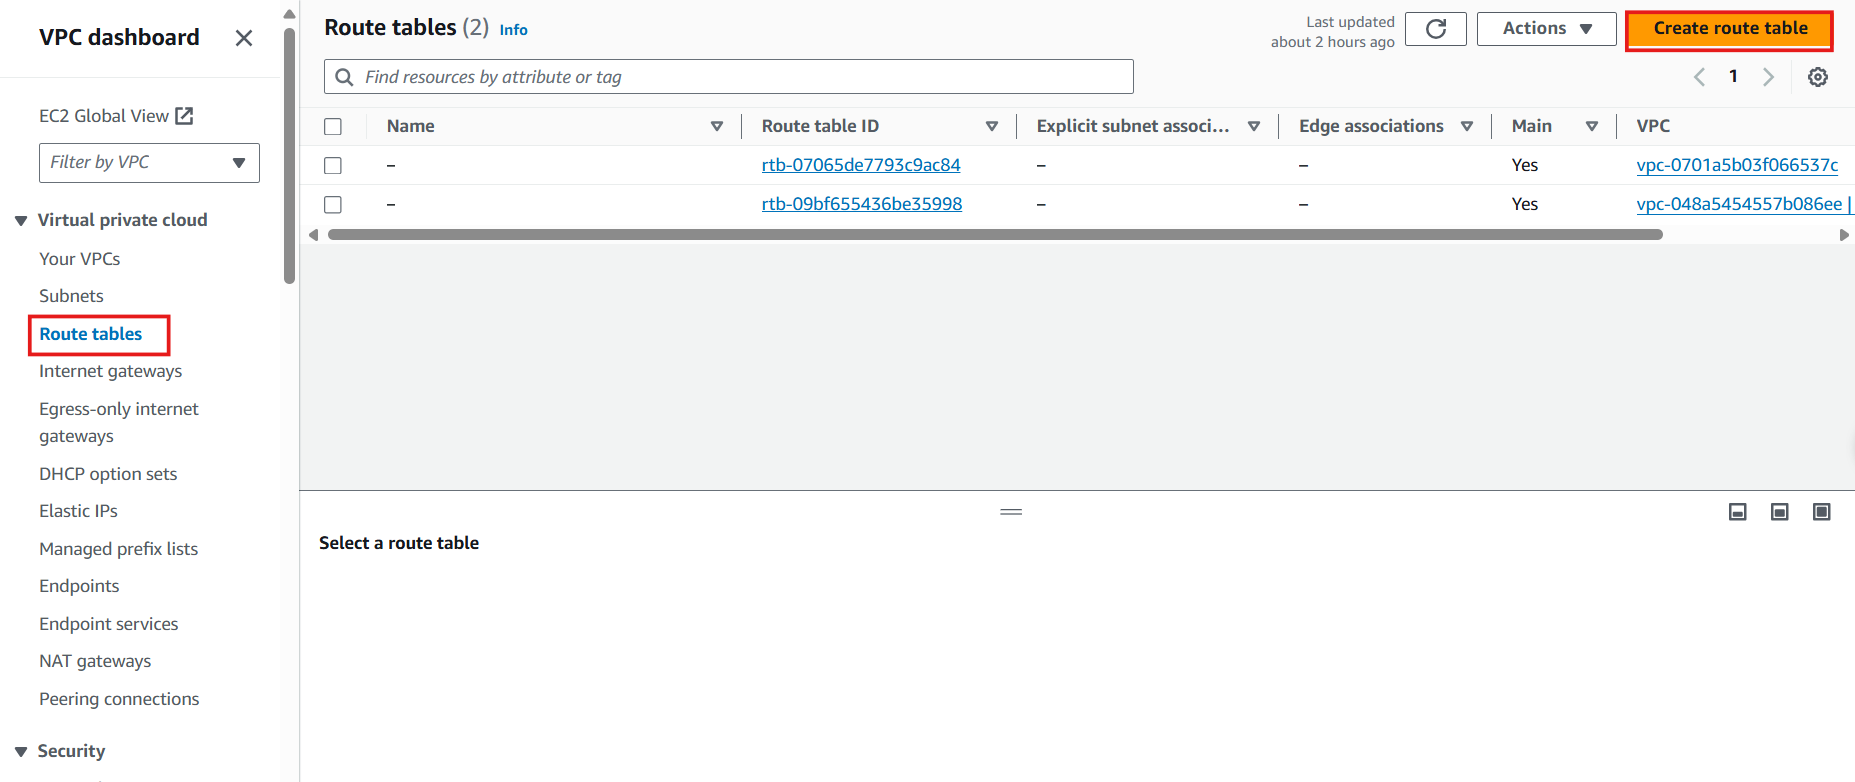 VPC dashboard
EC2 Global View
Filter by VPC
Virtual private cloud
Your VPCs
Subnets
Route tables
Internet gateways
Egress-only internet
gateways
DHCP option sets
Elastic IPs
Managed prefix lists
Endpoints
Endpoint services
NAT gateways
Peering connections
Security
Route tables (2) Info
Last updated
about 2 hours ago
Actions
Create route table
Find resources by attribute or tag
1
Name Route table ID Explicit subnet associ... Edge associations Main VPC
– rtb-07065de7793c9ac84 – – Yes vpc-0701a5b03f066537c
– rtb-09bf655436be35998 – – Yes vpc-048a5454557b086ee |
Select a route table